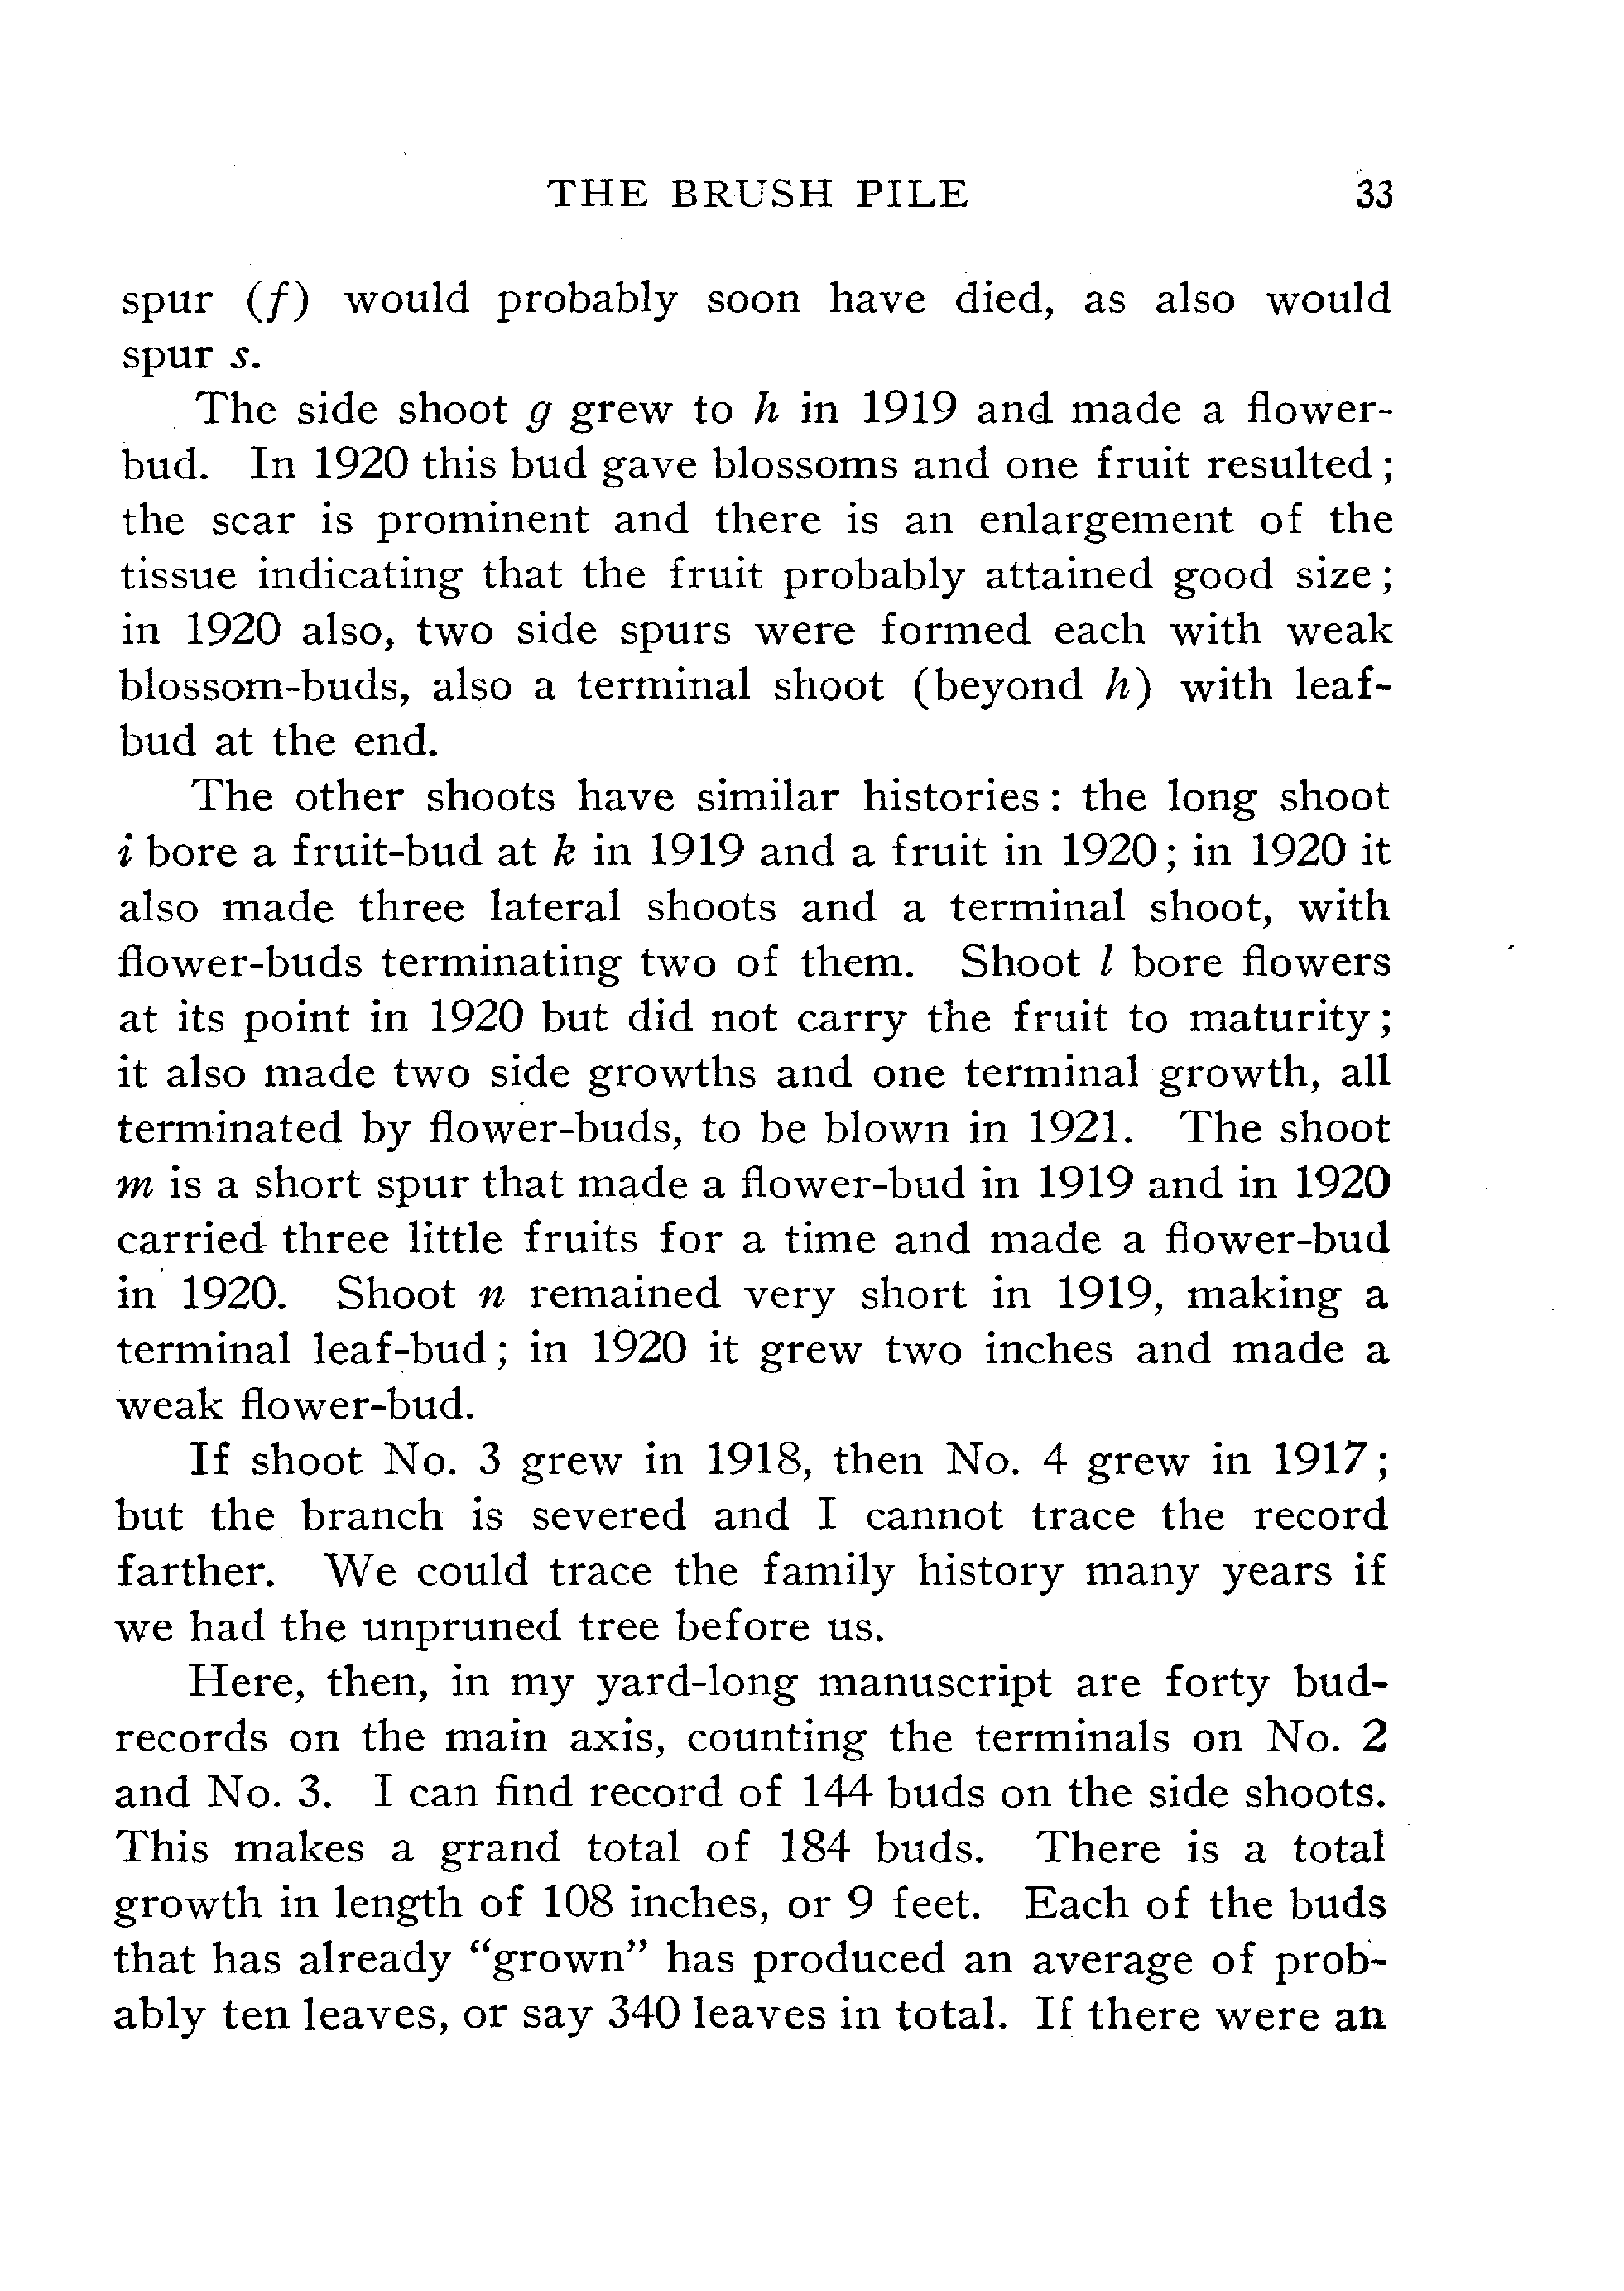 THE BRUSH PILE 33
spur (f) would probably soon have died, as also would
spur s.
The side shoot g grew to h in 1919 and made a flower-
bud. In 1920 this bud gave blossoms and one fruit resulted;
the scar is prominent and there is an enlargement of the
tissue indicating that the fruit probably attained good size;
in 1920 also, two side spurs were formed each with weak
blossom-buds, also a terminal shoot (beyond h) with leaf-
bud at the end.
The other shoots have similar histories: the long shoot
i bore a fruit-bud at k in 1919 and a fruit in 1920; in 1920 it
also made three lateral shoots and a terminal shoot, with
flower-buds terminating two of them. Shoot l bore flowers
at its point in 1920 but did not carry the fruit to maturity;
it also made two side growths and one terminal growth, all
terminated by flower-buds, to be blown in 1921. The shoot
m is a short spur that made a flower-bud in 1919 and in 1920
carried three little fruits for a time and made a flower-bud
in 1920. Shoot n remained very short in 1919, making a
terminal leaf-bud; in 1920 it grew two inches and made a
weak flower-bud.
If shoot No. 3 grew in 1918, then No. 4 grew in 1917;
but the branch is severed and I cannot trace the record
farther. We could trace the family history many years if
we had the unpruned tree before us.
Here, then, in my yard-long manuscript are forty bud-
records on the main axis, counting the terminals on No. 2
and No. 3. I can find record of 144 buds on the side shoots.
This makes a grand total of 184 buds. There is a total
growth in length of 108 inches, or 9 feet. Each of the buds
that has already “grown” has produced an average of prob-
ably ten leaves, or say 340 leaves in total. If there were an